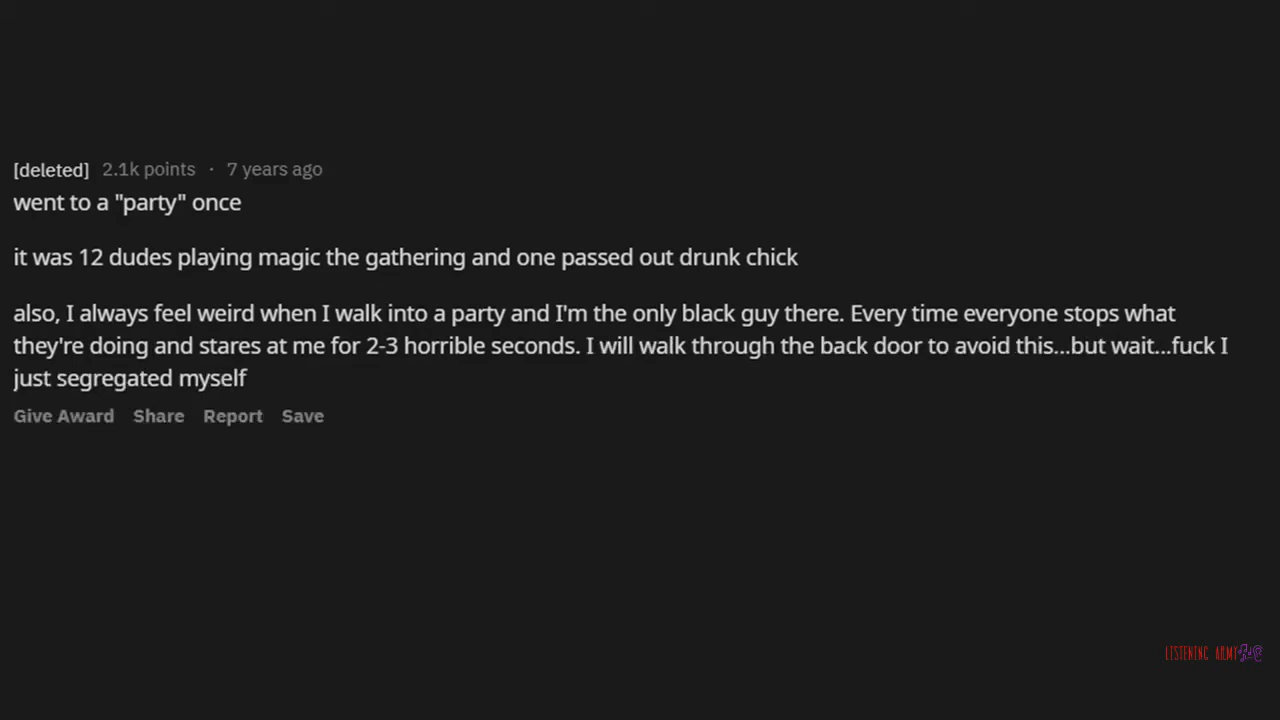 [deleted] 2.1k points · 7 years ago
went to a "party" once
it was 12 dudes playing magic the gathering and one passed out drunk chick
also, I always feel weird when I walk into a party and I'm the only black guy there. Every time everyone stops what
they're doing and stares at me for 2-3 horrible seconds. I will walk through the back door to avoid this...but wait...fuck I
just segregated myself
Give Award Share Report Save
LISTENING ARMY